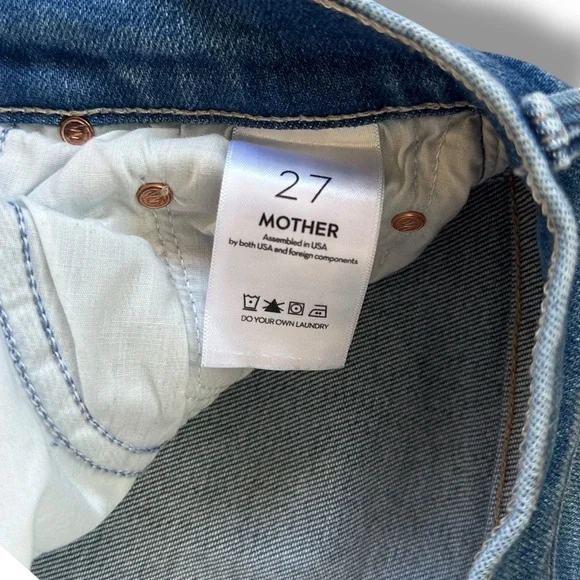 27
MOTHER
Assembled in USA
by both USA and foreign components
DO YOUR OWN LAUNDRY